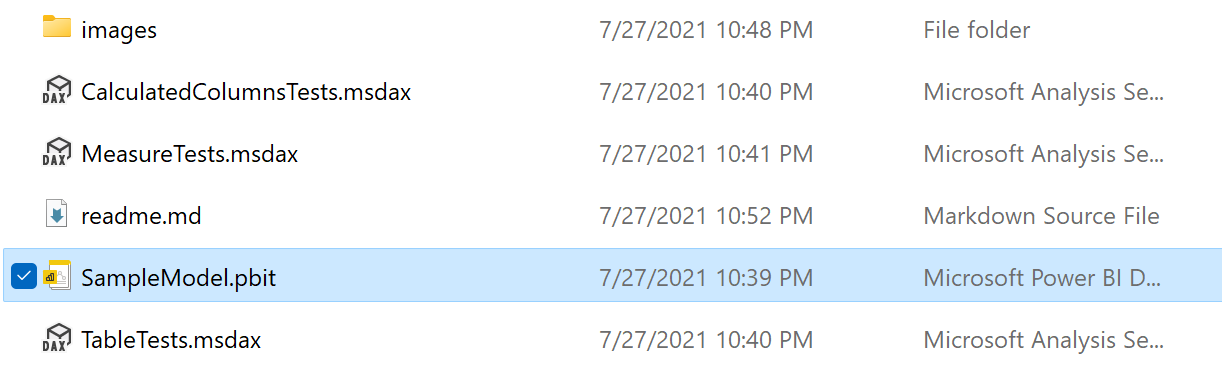 images 7/27/2021 10:48 PM File folder
DAX CalculatedColumnsTests.msdax 7/27/2021 10:40 PM Microsoft Analysis Se...
DAX MeasureTests.msdax 7/27/2021 10:41 PM Microsoft Analysis Se...
readme.md 7/27/2021 10:52 PM Markdown Source File
SampleModel.pbit 7/27/2021 10:39 PM Microsoft Power BI D...
DAX TableTests.msdax 7/27/2021 10:40 PM Microsoft Analysis Se...